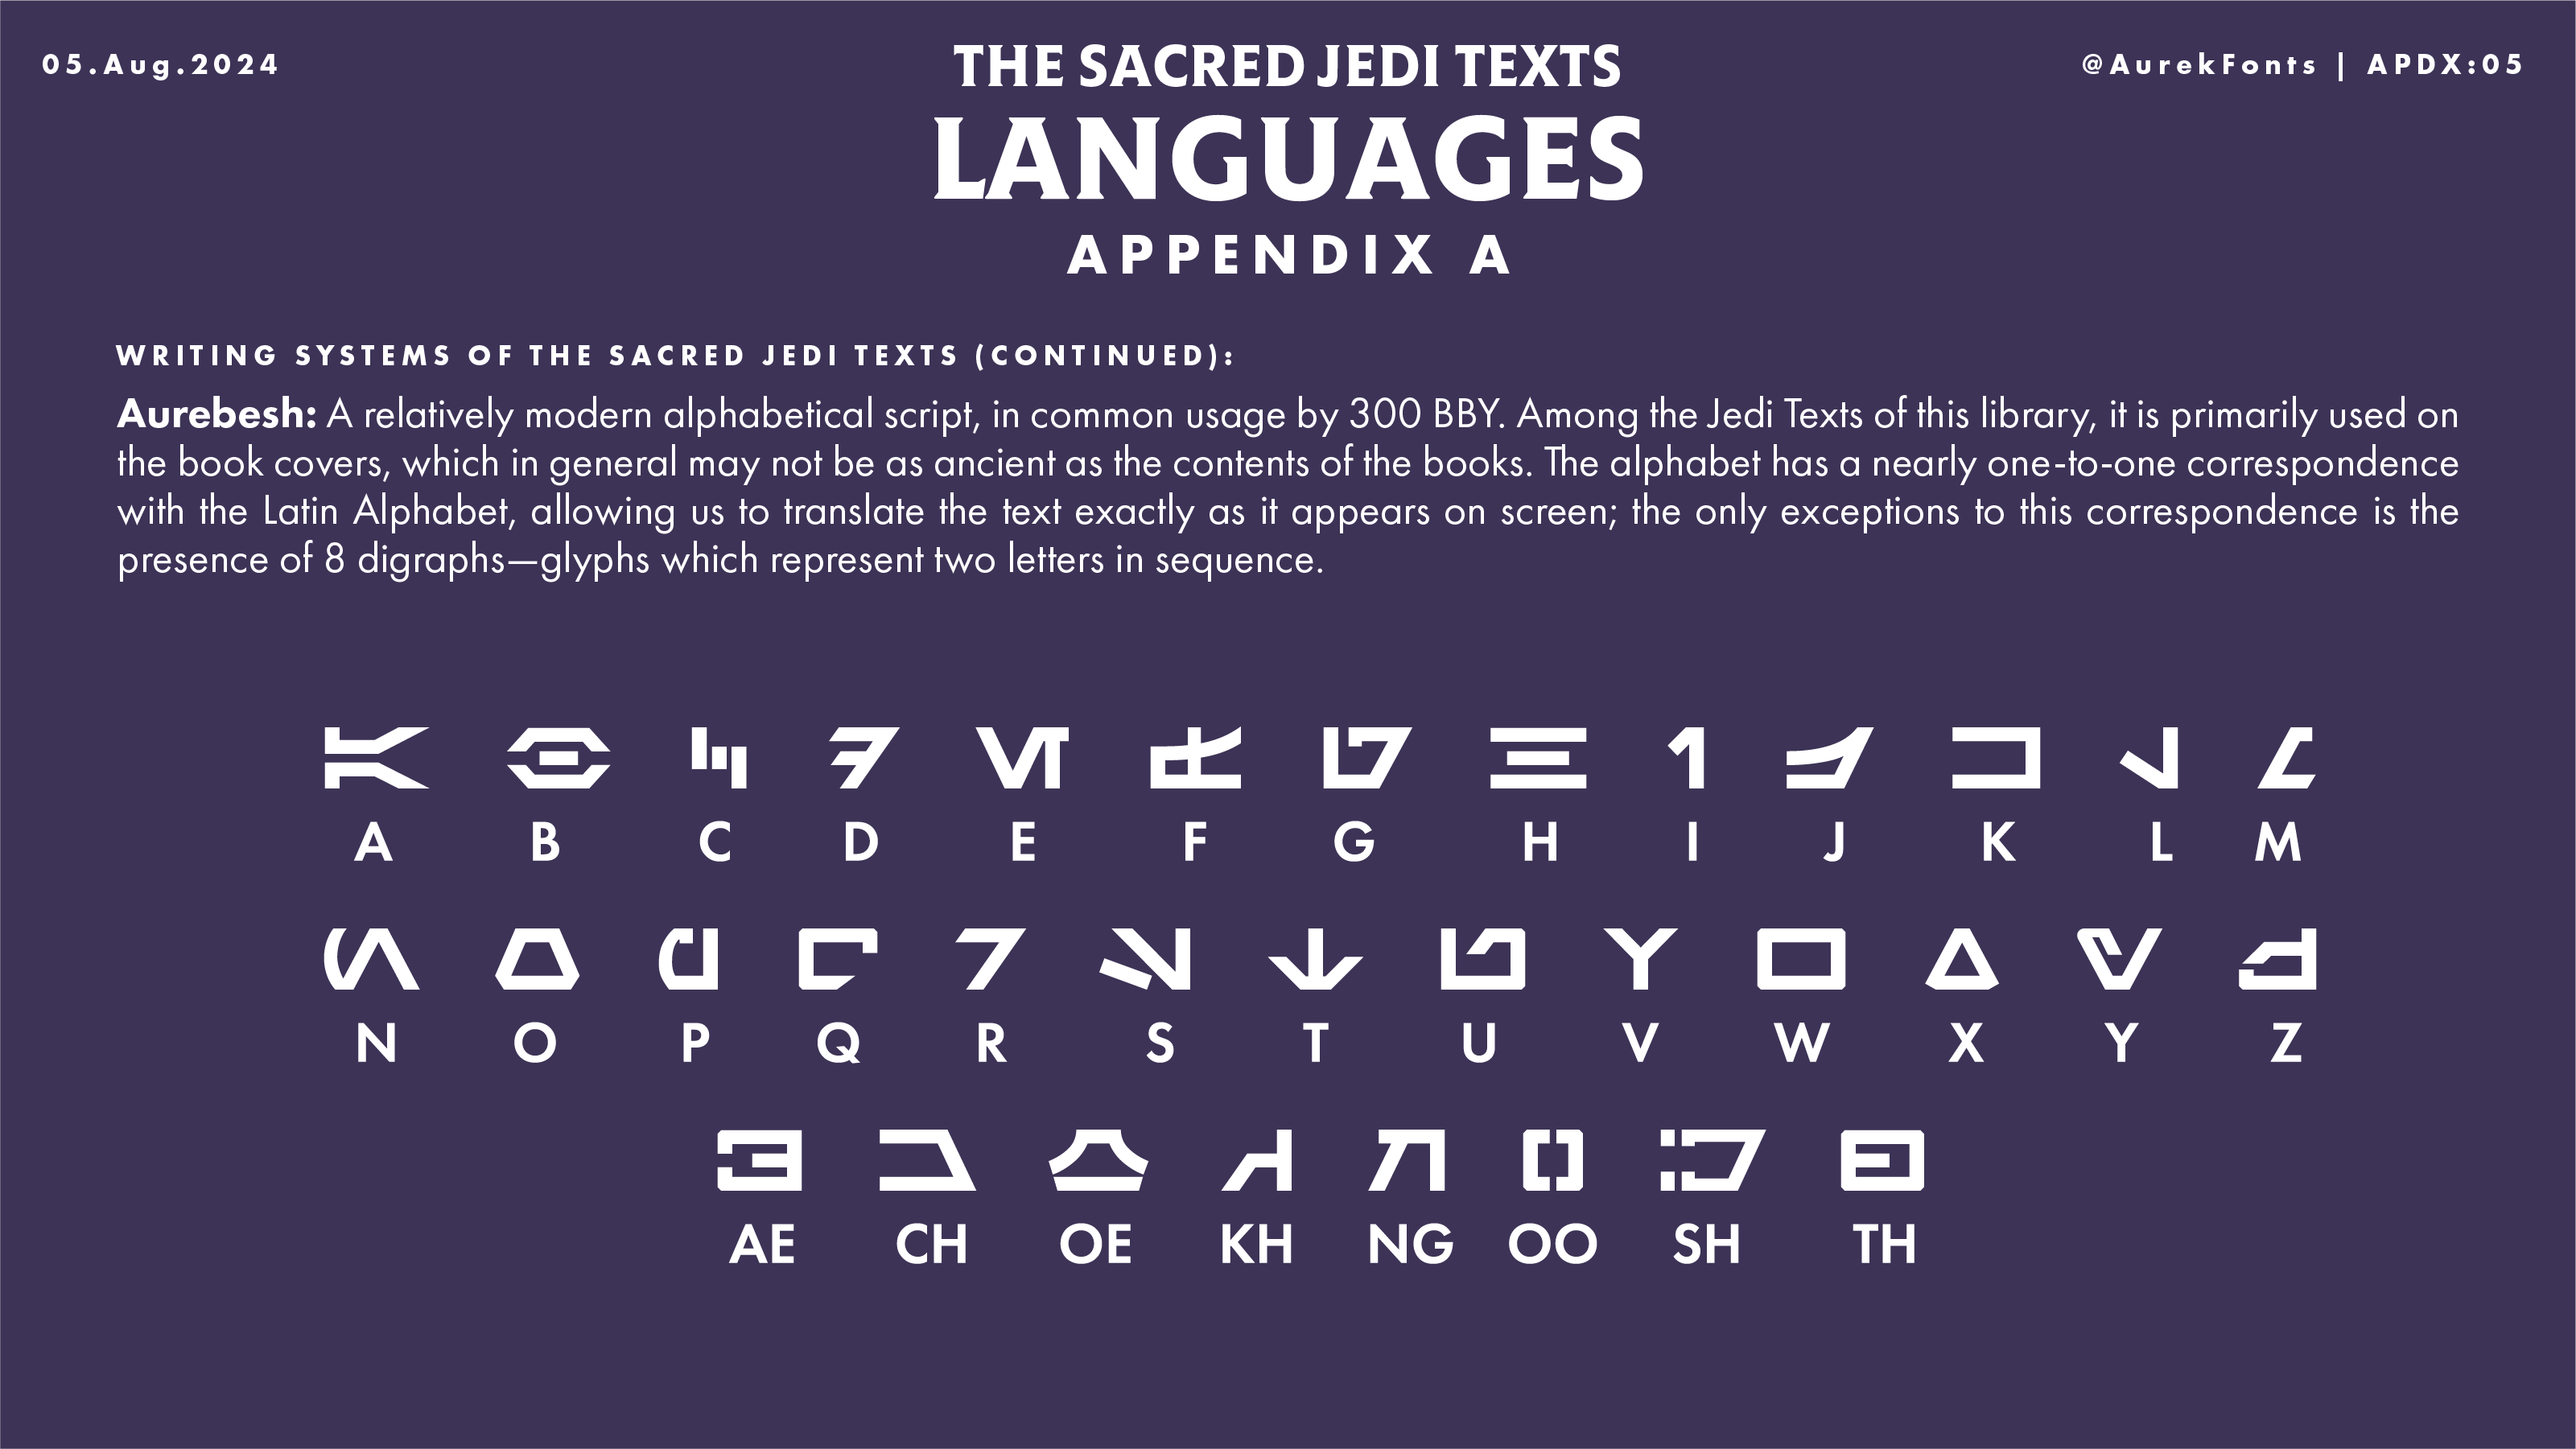 05.Aug.2024
THE SACRED JEDI TEXTS
@AurekFonts | APDX:05
LANGUAGES
APPENDIX A
WRITING SYSTEMS OF THE SACRED JEDI TEXTS (CONTINUED):
Aurebesh: A relatively modern alphabetical script, in common usage by 300 BBY. Among the Jedi Texts of this library, it is primarily used on
the book covers, which in general may not be as ancient as the contents of the books. The alphabet has a nearly one-to-one correspondence
with the Latin Alphabet, allowing us to translate the text exactly as it appears on screen; the only exceptions to this correspondence is the
presence of 8 digraphs—glyphs which represent two letters in sequence.
A B C D E F G H I J K L M
N O P Q R S T U V W X Y Z
AE CH OE KH NG OO SH TH